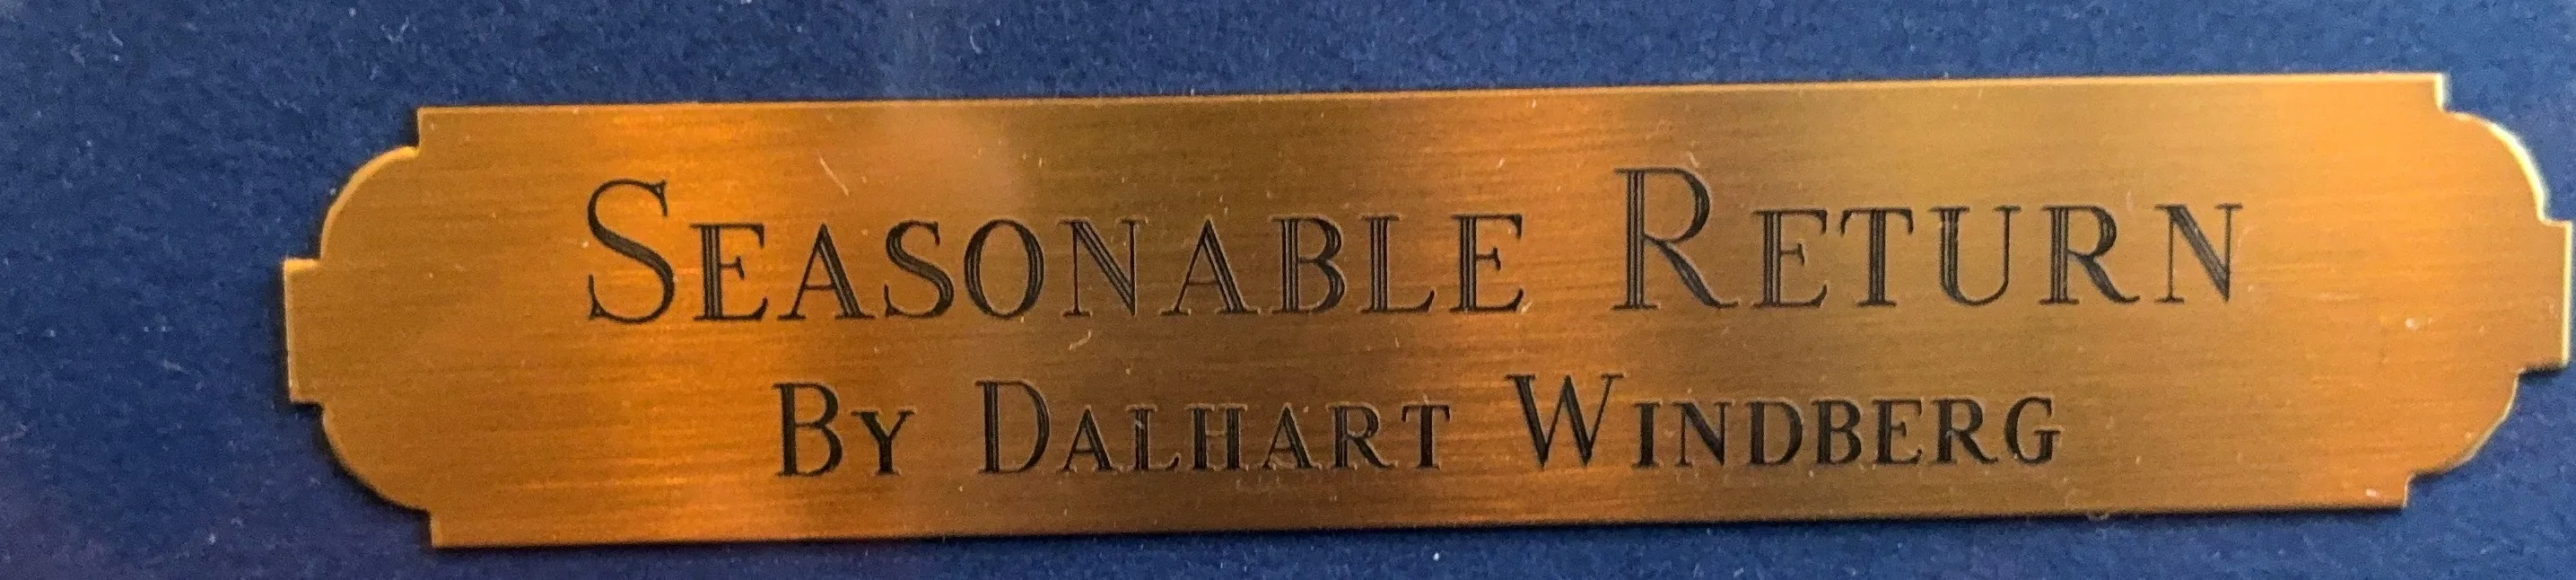 SEASONABLE RETURN
BY DALHART WINDBERG